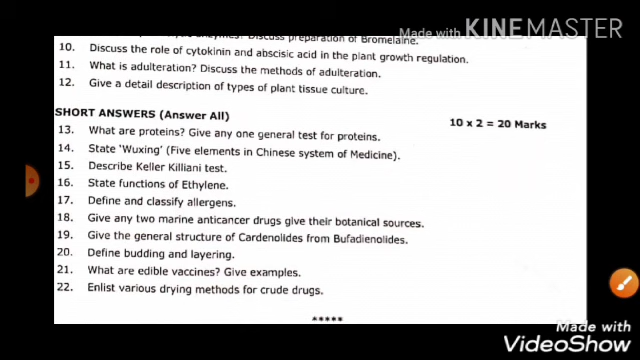 Made with KINEMASTER
Discuss preparation of Bromelaine.
10. Discuss the role of cytokinin and abscisic acid in the plant growth regulation.
11. What is adulteration? Discuss the methods of adulteration.
12. Give a detail description of types of plant tissue culture.
SHORT ANSWERS (Answer All)
10 x 2 = 20 Marks
13. What are proteins? Give any one general test for proteins.
14. State 'Wuxing' (Five elements in Chinese system of Medicine).
15. Describe Keller Killiani test.
16. State functions of Ethylene.
17. Define and classify allergens.
18. Give any two marine anticancer drugs give their botanical sources.
19. Give the general structure of Cardenolides from Bufadienolides.
20. Define budding and layering.
21. What are edible vaccines? Give examples.
22. Enlist various drying methods for crude drugs.
*****
Made with
VideoShow